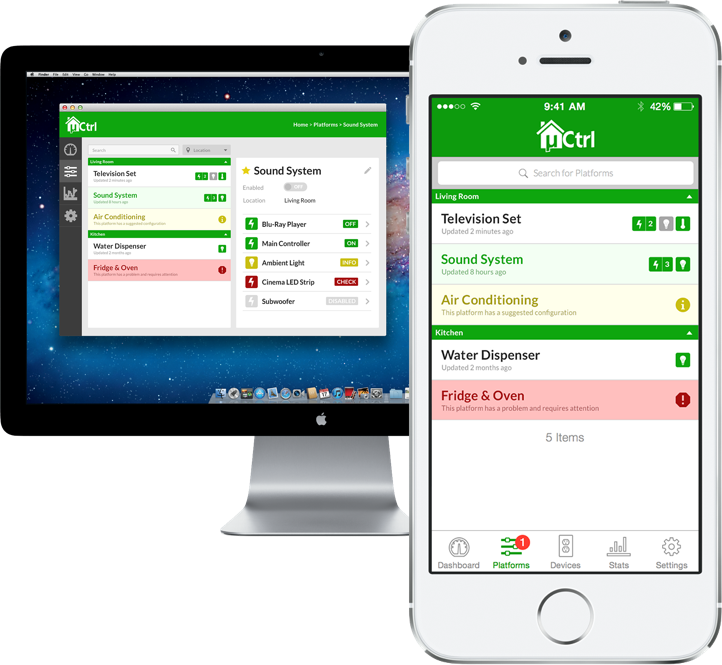 Finder File Edit View Go Window Help
µCtrl
Home > Platforms > Sound System
Search
Location
Living Room
Television Set
Updated 2 minutes ago
2
Sound System
Updated 8 hours ago
3
Air Conditioning
This platform has a suggested configuration
Kitchen
Water Dispenser
Updated 2 months ago
Fridge & Oven
This platform has a problem and requires attention
Sound System
Enabled
OFF
Location Living Room
Blu-Ray Player OFF
Main Controller ON
Ambient Light INFO
Cinema LED Strip CHECK
Subwoofer DISABLED
17
9:41 AM 42%
µCtrl
Search for Platforms
Living Room
Television Set
2
Updated 2 minutes ago
Sound System
3
Updated 8 hours ago
Air Conditioning
This platform has a suggested configuration
Kitchen
Water Dispenser
Updated 2 months ago
Fridge & Oven
This platform has a problem and requires attention
5 Items
1
Dashboard Platforms Devices Stats Settings